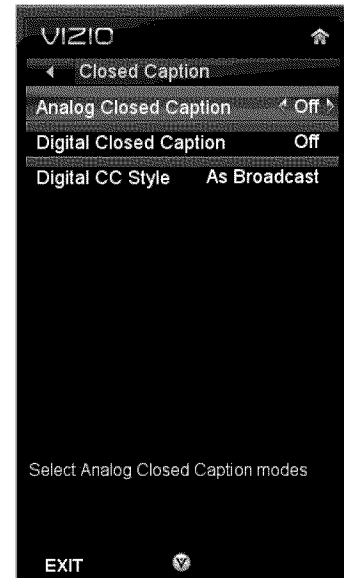 VIZIO
Closed Caption
Analog Closed Caption Off
Digital Closed Caption Off
Digital CC Style As Broadcast
Select Analog Closed Caption modes
EXIT V